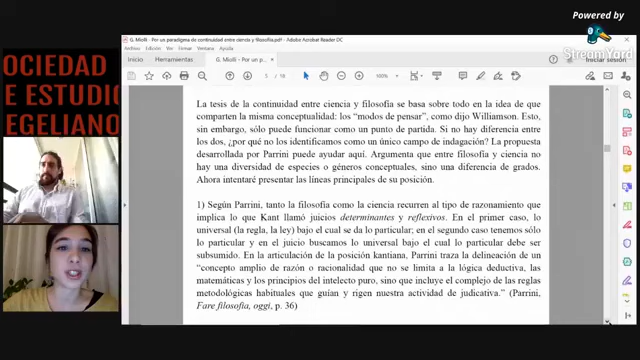 Powered by
StreamYard
G. Miolli - Por un paradigma de continuidad entre ciencia y filosofía.pdf - Adobe Acrobat Reader DC
Archivo Edición Ver Firmar Ventana Ayuda
Inicio Herramientas G. Miolli - Por un p... × Iniciar sesión
5 / 18 100%
OCIEDAD
E ESTUDIO
EGELIANO
La tesis de la continuidad entre ciencia y filosofía se basa sobre todo en la idea de que
comparten la misma conceptualidad: los “modos de pensar”, como dijo Williamson. Esto,
sin embargo, sólo puede funcionar como un punto de partida. Si no hay diferencia entre
los dos, ¿por qué no los identificamos como un único campo de indagación? La propuesta
desarrollada por Parrini puede ayudar aquí. Argumenta que entre filosofía y ciencia no
hay una diversidad de especies o géneros conceptuales, sino una diferencia de grados.
Ahora intentaré presentar las líneas principales de su posición.
1) Según Parrini, tanto la filosofía como la ciencia recurren al tipo de razonamiento que
implica lo que Kant llamó juicios determinantes y reflexivos. En el primer caso, lo
universal (la regla, la ley) bajo el cual se da lo particular; en el segundo caso tenemos sólo
lo particular y en el juicio buscamos lo universal bajo el cual lo particular debe ser
subsumido. En la articulación de la posición kantiana, Parrini traza la delineación de un
“concepto amplio de razón o racionalidad que no se limita a la lógica deductiva, las
matemáticas y los principios del intelecto puro, sino que incluye el complejo de las reglas
metodológicas habituales que guían y rigen nuestra actividad de judicativa.” (Parrini,
Fare filosofia, oggi, p. 36)